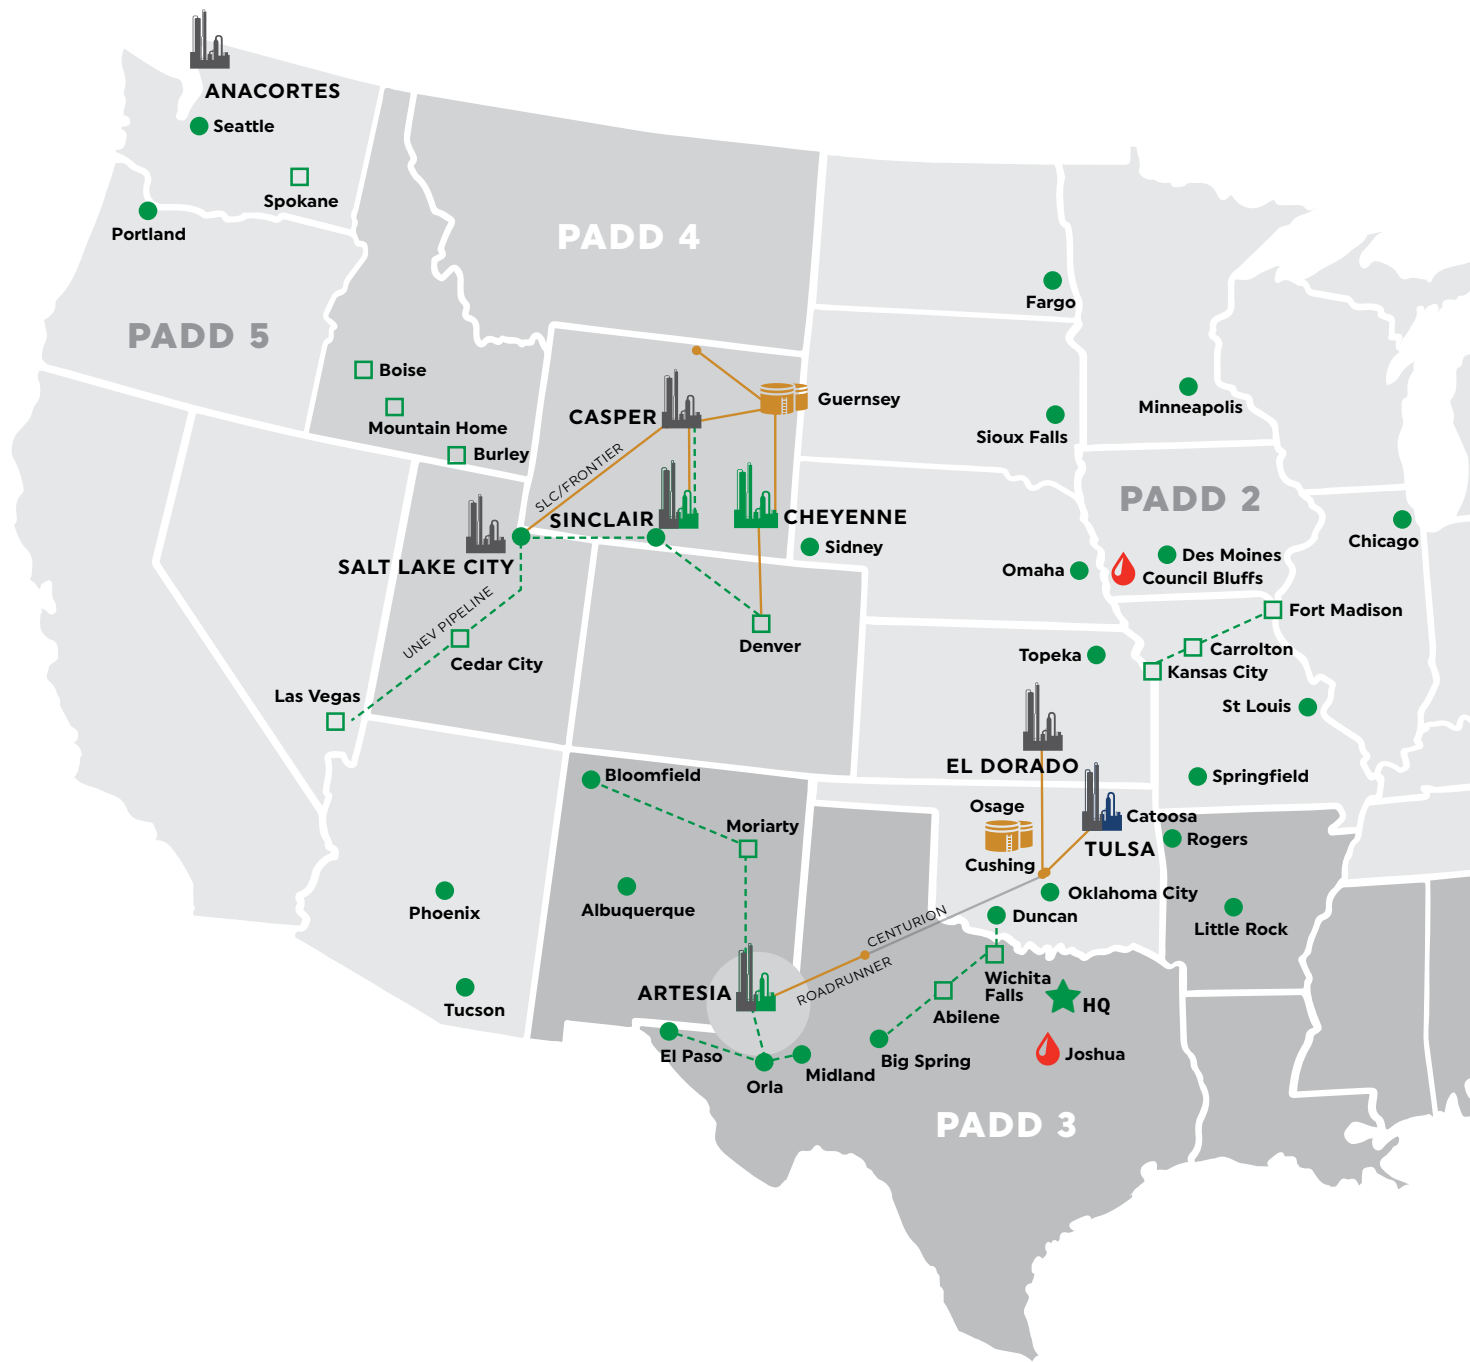 ANACORTES
Seattle
Spokane
Portland
PADD 4
PADD 5
Fargo
Boise
Mountain Home
Burley
CASPER
Guernsey
Minneapolis
Sioux Falls
SLC/FRONTIER
PADD 2
SINCLAIR
CHEYENNE
Sidney
SALT LAKE CITY
Chicago
Omaha
Des Moines
Council Bluffs
UNEV PIPELINE
Fort Madison
Cedar City
Denver
Topeka
Carrolton
Kansas City
Las Vegas
St Louis
EL DORADO
Bloomfield
Springfield
Osage
Catoosa
Moriarty
TULSA
Rogers
Cushing
Oklahoma City
Phoenix
Albuquerque
Duncan
Little Rock
CENTURION
ROADRUNNER
ARTESIA
Wichita
Falls
Tucson
Abilene
HQ
El Paso
Big Spring
Joshua
Orla
Midland
PADD 3